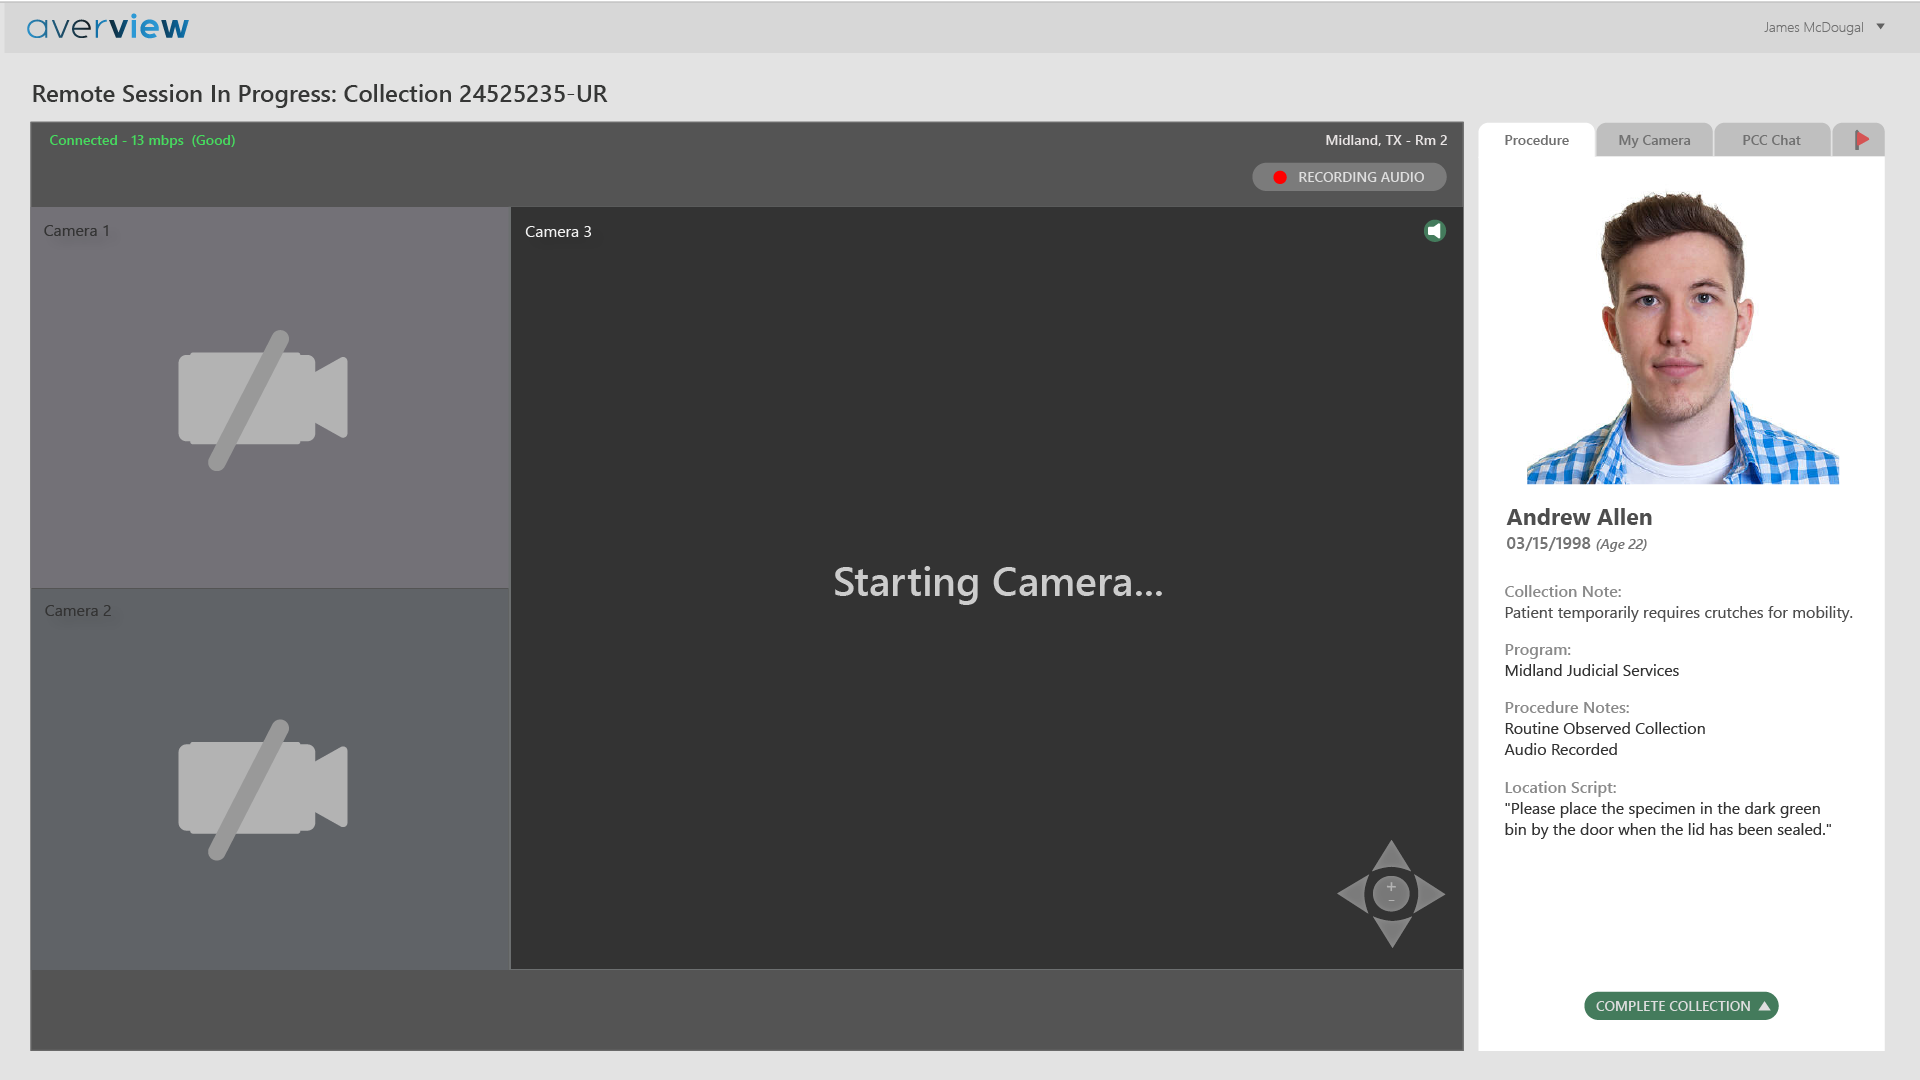 averview
James McDougal
Remote Session In Progress: Collection 24525235-UR
Connected - 13 mbps (Good)
Midland, TX - Rm 2
RECORDING AUDIO
Camera 1
Camera 2
Camera 3
Starting Camera...
+
-
Procedure
My Camera
PCC Chat
Andrew Allen
03/15/1998 (Age 22)
Collection Note:
Patient temporarily requires crutches for mobility.
Program:
Midland Judicial Services
Procedure Notes:
Routine Observed Collection
Audio Recorded
Location Script:
"Please place the specimen in the dark green
bin by the door when the lid has been sealed."
COMPLETE COLLECTION